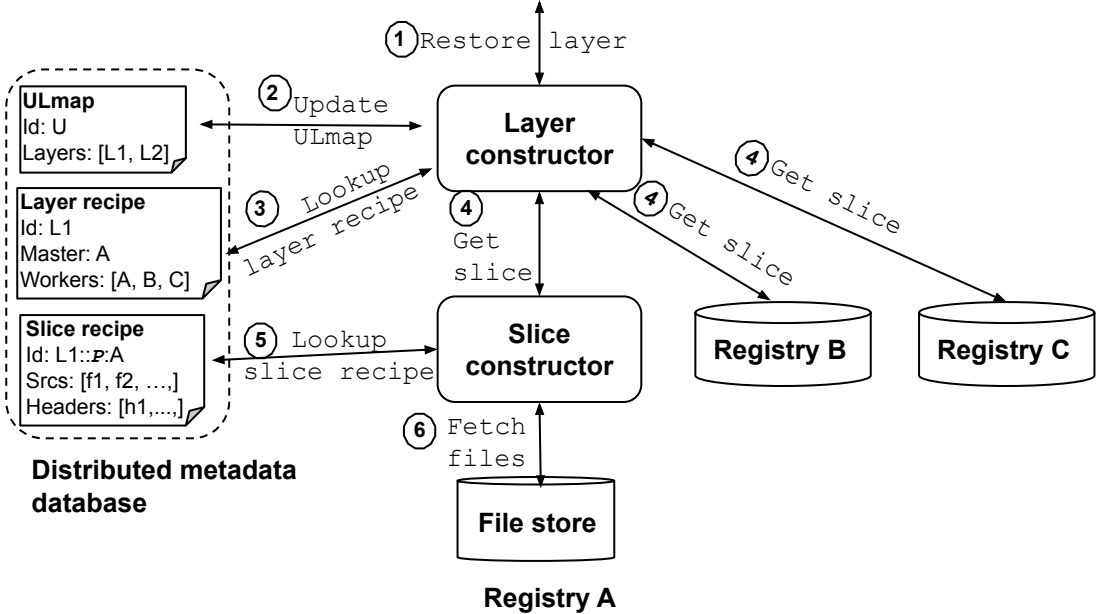 1 Restore layer
2 Update
ULmap
ULmap
Id: U
Layers: [L1, L2]
Layer
constructor
3 Lookup
layer recipe
Layer recipe
Id: L1
Master: A
Workers: [A, B, C]
4 Get
slice
4 Get slice
4 Get slice
Slice recipe
Id: L1::P:A
Srcs: [f1, f2, ...,]
Headers: [h1,...,]
5 Lookup
slice recipe
Slice
constructor
Registry B
Registry C
6 Fetch
files
Distributed metadata
database
File store
Registry A